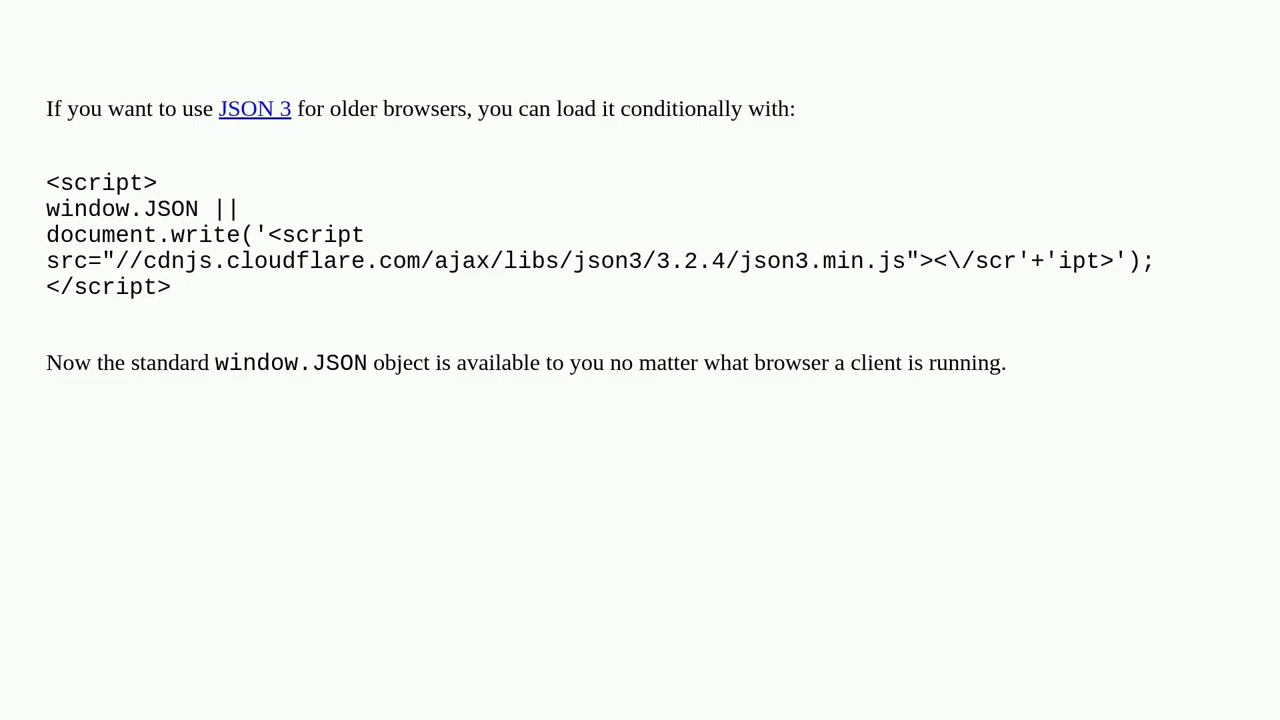 If you want to use JSON 3 for older browsers, you can load it conditionally with:
<script>
window.JSON ||
document.write('<script
src="//cdnjs.cloudflare.com/ajax/libs/json3/3.2.4/json3.min.js"><\/scr'+'ipt>');
</script>
Now the standard window.JSON object is available to you no matter what browser a client is running.